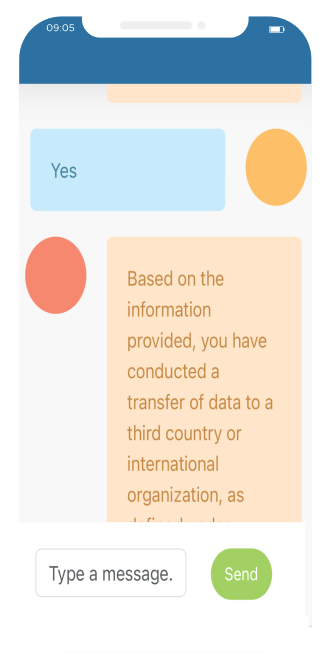 09:05
Yes
Based on the
information
provided, you have
conducted a
transfer of data to a
third country or
international
organization, as
Type a message.
Send